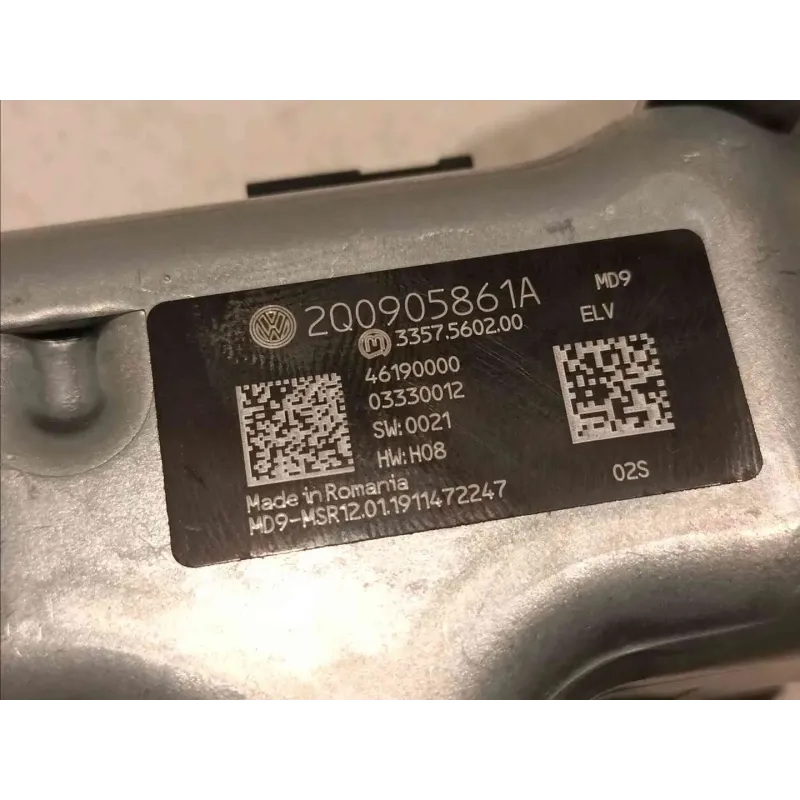 2Q0905861A
3357.5602.00
46190000
03330012
SW:0021
HW:H08
Made in Romania
MD9-MSR12.01.1911472247
MD9
ELV
02S